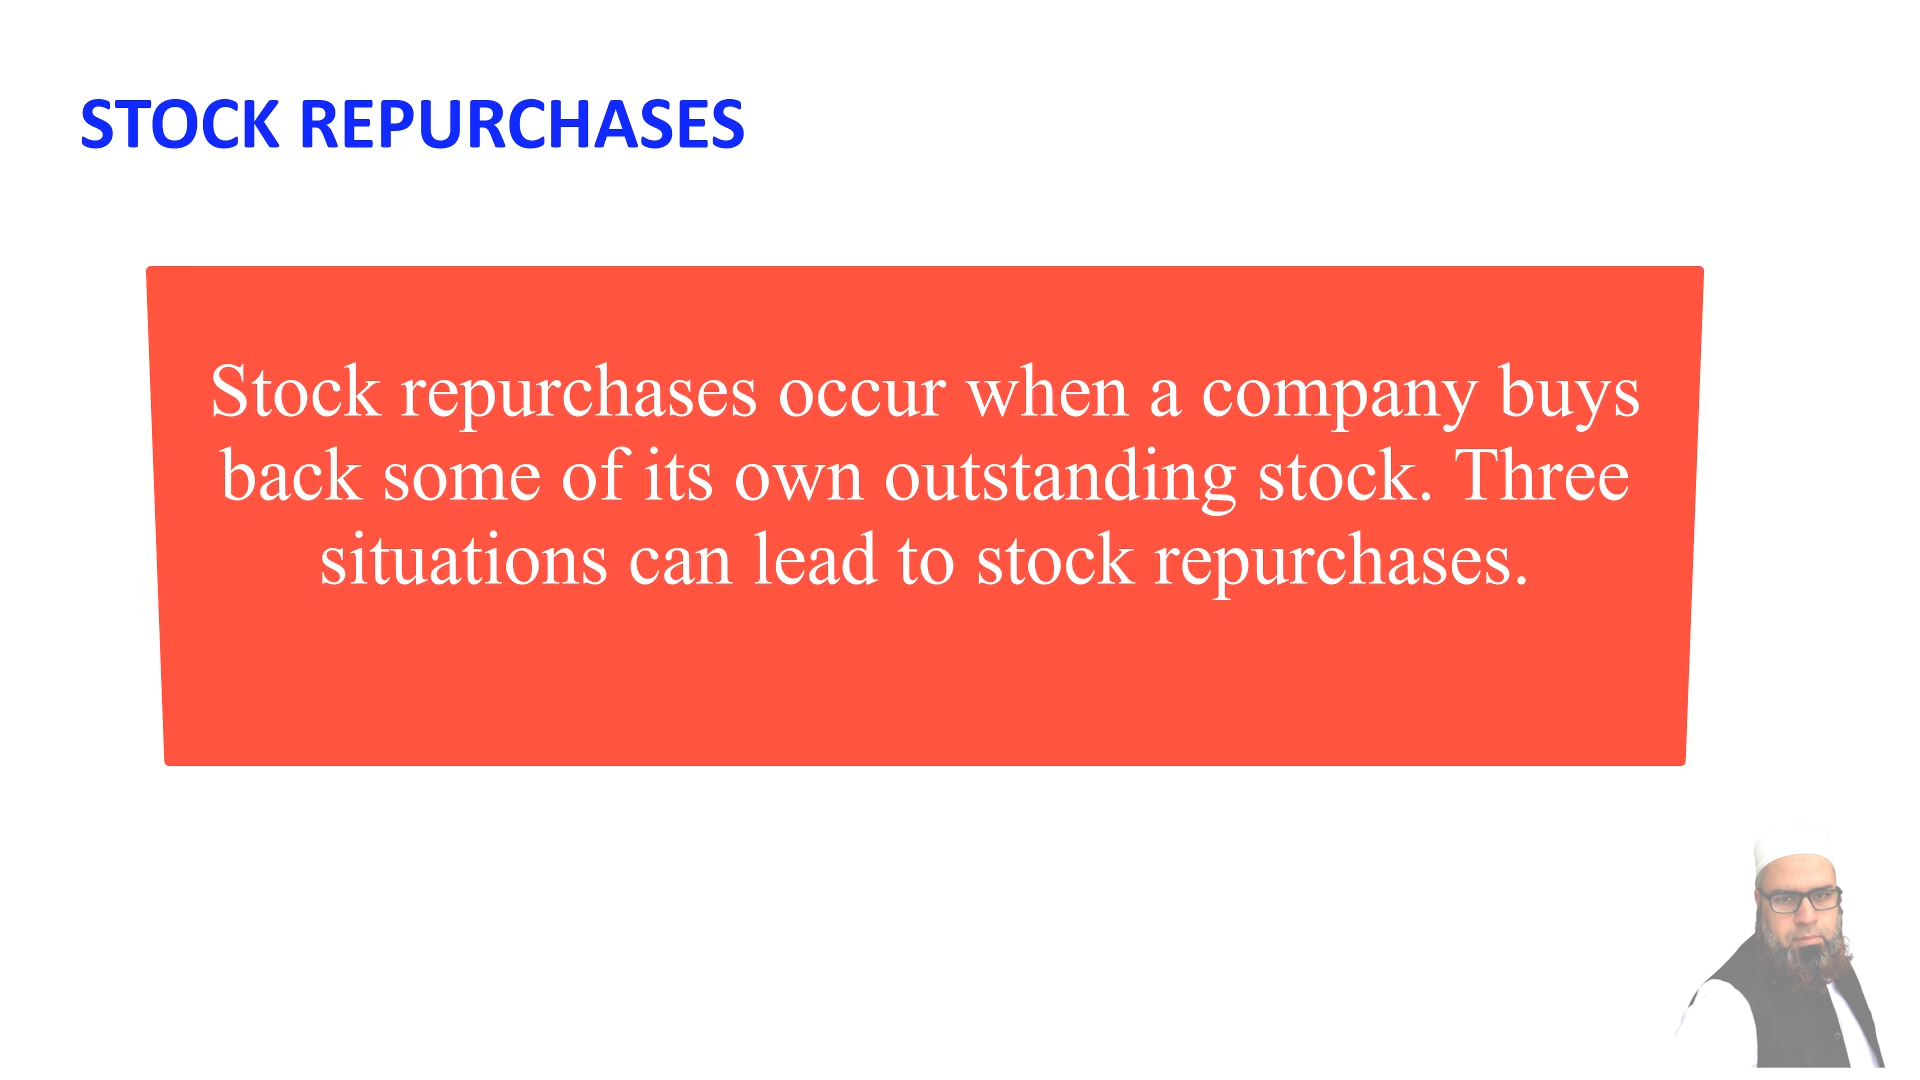 STOCK REPURCHASES
Stock repurchases occur when a company buys
back some of its own outstanding stock. Three
situations can lead to stock repurchases.